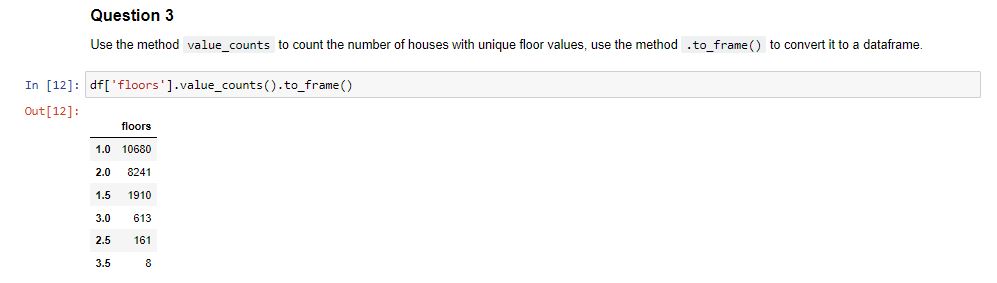 Question 3
Use the method value_counts to count the number of houses with unique floor values, use the method .to_frame() to convert it to a dataframe.
In [12]: df['floors'].value_counts().to_frame()
Out[12]:
floors
1.0 10680
2.0 8241
1.5 1910
3.0 613
2.5 161
3.5 8